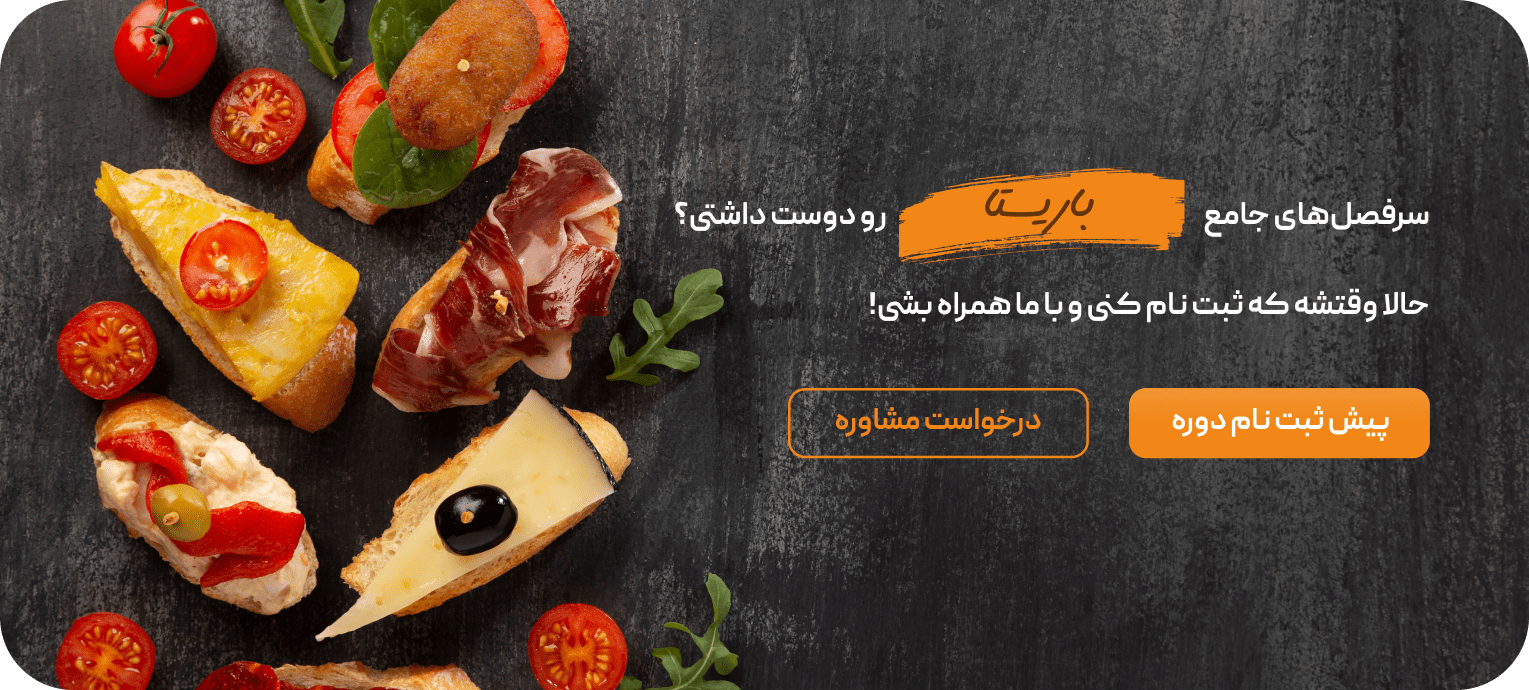 سرفصل‌های جامع باریستا رو دوست داشتی؟
حالا وقتشه که ثبت نام کنی و با ما همراه بشی!
پیش ثبت نام دوره
درخواست مشاوره